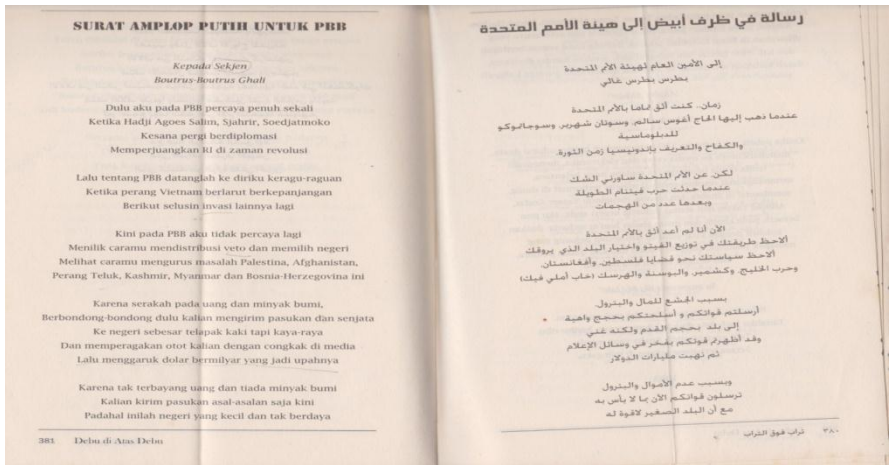 SURAT AMPLOP PUTIH UNTUK PBB
Kepada Sekjen
Boutrus-Boutrus Ghali
Dulu aku pada PBB percaya penuh sekali
Ketika Hadji Agoes Salim, Sjahrir, Soedjatmoko
Kesana pergi berdiplomasi
Memperjuangkan RI di zaman revolusi
Lalu tentang PBB datanglah ke diriku keragu-raguan
Ketika perang Vietnam berlarut berkepanjangan
Berikut selusin invasi lainnya lagi
Kini pada PBB aku tidak percaya lagi
Menilik caramu mendistribusi veto dan memilih negeri
Melihat caramu mengurus masalah Palestina, Afghanistan,
Perang Teluk, Kashmir, Myanmar dan Bosnia-Herzegovina ini
Karena serakah pada uang dan minyak bumi,
Berbondong-bondong dulu kalian mengirim pasukan dan senjata
Ke negeri sebesar telapak kaki tapi kaya-raya
Dan memperagakan otot kalian dengan congkak di media
Lalu menggaruk dolar bermilyar yang jadi upahnya
Karena tak terbayang uang dan tiada minyak bumi
Kalian kirim pasukan asal-asalan saja kini
Padahal inilah negeri yang kecil dan tak berdaya
381 Debu di Atas Debu
رسالة في ظرف أبيض إلى هيئة الأمم المتحدة
إلى الأمين العام لهيئة الأمم المتحدة
بطرس بطرس غالي
زمان.. كنت أثق تماما بالأمم المتحدة
عندما ذهب إليها الحاج أغوس سالم، وسوتان شهرير، وسوجاتموكو
للدبلوماسية
والكفاح والتعريف بإندونيسيا زمن الثورة.
لكن. عن الأمم المتحدة ساورني الشك
عندما حدثت حرب فيتنام الطويلة
وبعدها عدد من الهجمات
الآن أنا لم أعد أثق بالأمم المتحدة
ألاحظ طريقتك في توزيع الفيتو واختيار البلد الذي يروقك
ألاحظ سياستك نحو قضايا فلسطين، وأفغانستان،
وحرب الخليج، وكشمير، والبوسنة والهرسك (خاب أملي فيك)
بسبب الجشع للمال والبترول.
أرسلتم قواتكم و أسلحتكم بحجج واهية
إلى بلد بحجم القدم ولكنه غني
وقد أظهرتم قوتكم بفخر في وسائل الإعلام
ثم نهبت مليارات الدولار
وبسبب عدم الأموال والبترول
ترسلون قواتكم الآن بما لا بأس به
مع أن البلد الصغير لاقوة له
٣٨٠ تراب فوق التراب